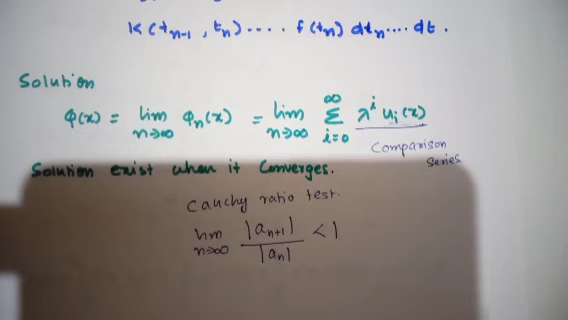 K(t_{n-1}, t_n) .... f(t_n) dt_n .... dt.
Solution
φ(x) = lim_{n→∞} φ_n(x) = lim_{n→∞} ∑_{i=0}^{∞} λ^i u_i(x)
Comparison
series
Solution exist when it Converges.
Cauchy ratio test.
lim_{n→∞} |a_{n+1}| / |a_n| < 1